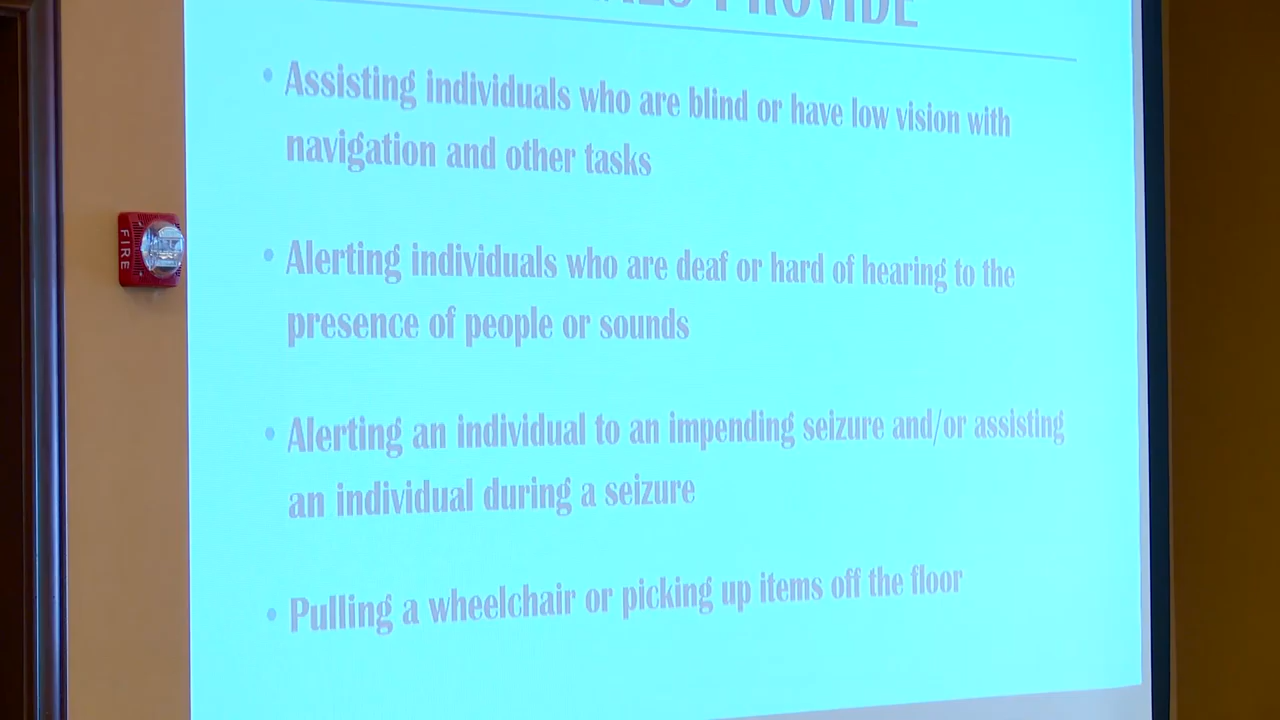 PROVIDE
• Assisting individuals who are blind or have low vision with
navigation and other tasks
• Alerting individuals who are deaf or hard of hearing to the
presence of people or sounds
• Alerting an individual to an impending seizure and/or assisting
an individual during a seizure
• Pulling a wheelchair or picking up items off the floor
FIRE